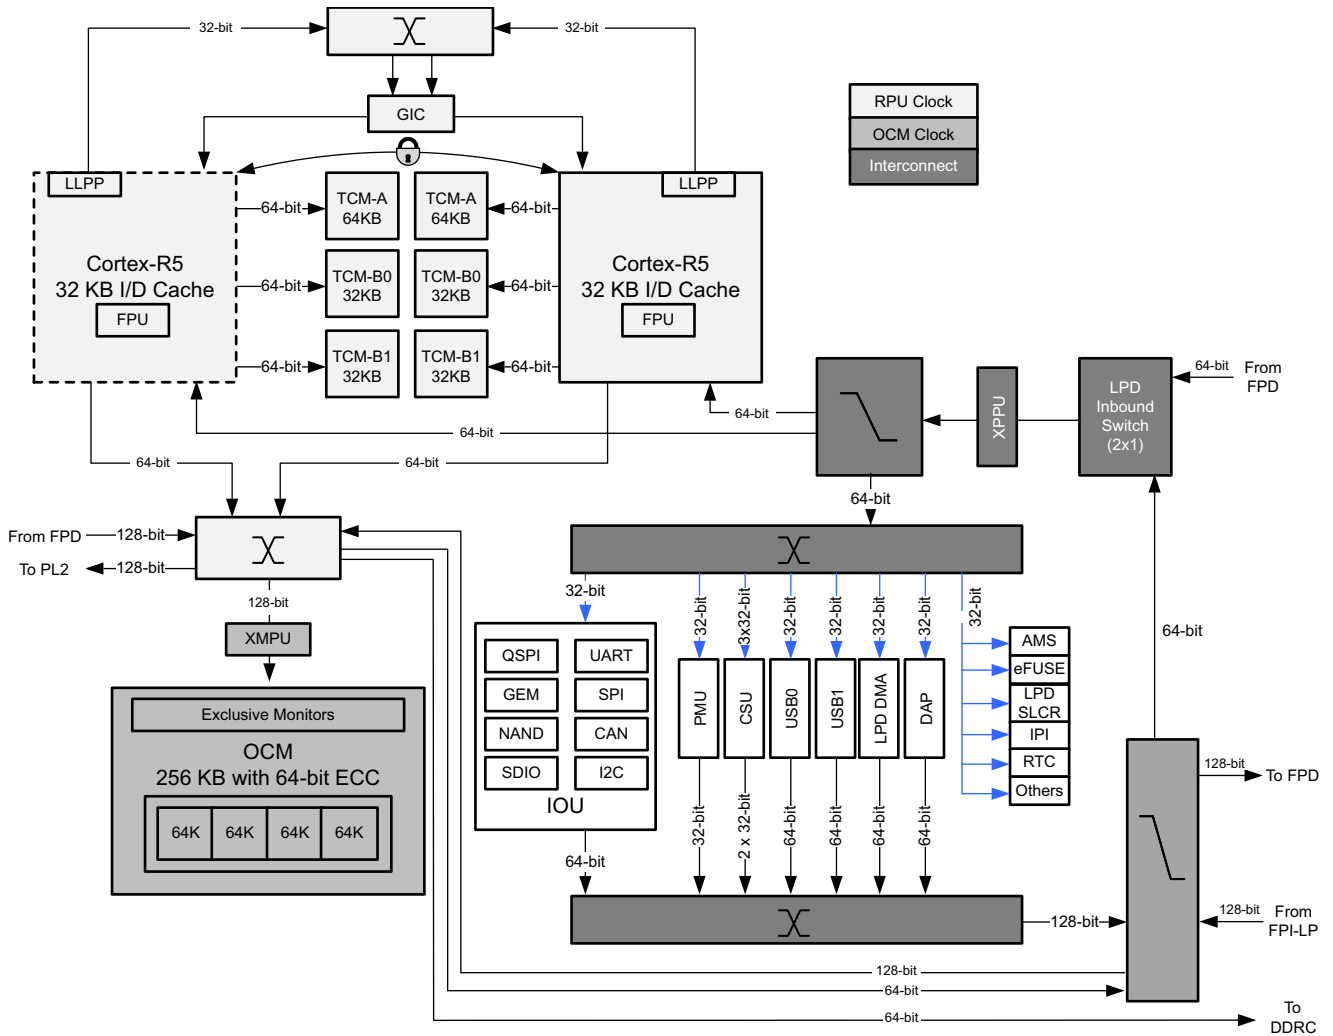 32-bit
32-bit
GIC
RPU Clock
OCM Clock
Interconnect
LLPP
LLPP
Cortex-R5
32 KB I/D Cache
FPU
64-bit
64-bit
64-bit
TCM-A
64KB
TCM-A
64KB
TCM-B0
32KB
TCM-B0
32KB
TCM-B1
32KB
TCM-B1
32KB
64-bit
64-bit
64-bit
Cortex-R5
32 KB I/D Cache
FPU
64-bit
64-bit
XPPU
LPD
Inbound
Switch
(2x1)
64-bit
From
FPD
64-bit
64-bit
64-bit
From FPD
128-bit
To PL2
128-bit
128-bit
XMPU
Exclusive Monitors
OCM
256 KB with 64-bit ECC
64K
64K
64K
64K
32-bit
32-bit
3x32-bit
32-bit
32-bit
32-bit
32-bit
32-bit
QSPI
UART
GEM
SPI
NAND
CAN
SDIO
I2C
IOU
PMU
CSU
USB0
USB1
LPD DMA
DAP
AMS
eFUSE
LPD
SLCR
IPI
RTC
Others
64-bit
64-bit
32-bit
2 x 32-bit
64-bit
64-bit
64-bit
64-bit
128-bit
To FPD
128-bit
128-bit
From
FPI-LP
128-bit
64-bit
64-bit
To
DDRC